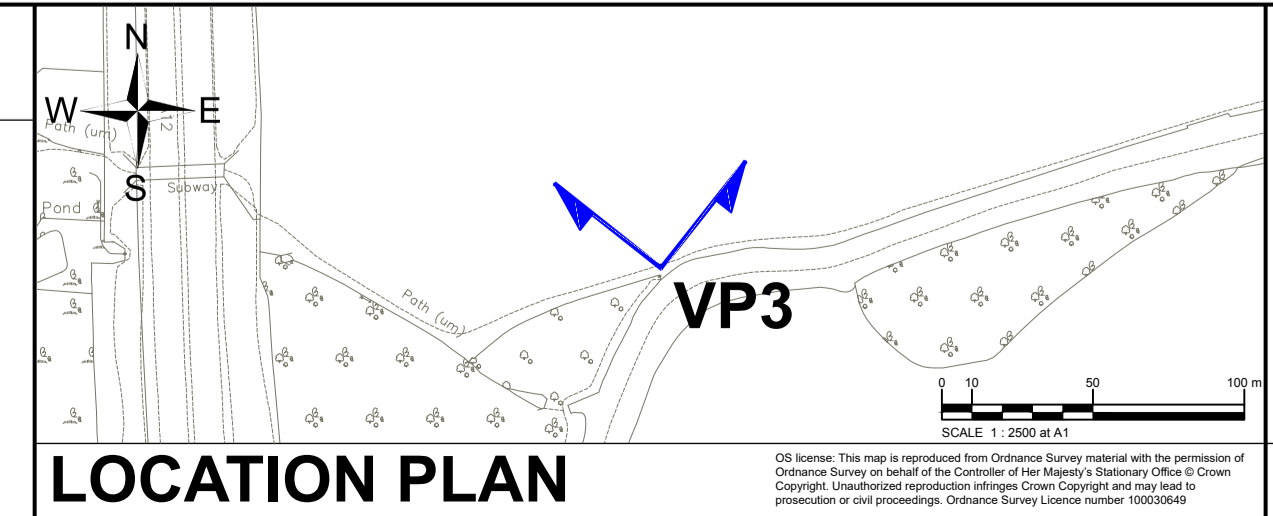 N
W
E
Path (um)
S
Subway
Pond
Path (um)
VP3
0 10 50 100 m
SCALE 1 : 2500 at A1
LOCATION PLAN
OS license: This map is reproduced from Ordnance Survey material with the permission of
Ordnance Survey on behalf of the Controller of Her Majesty's Stationary Office © Crown
Copyright. Unauthorized reproduction infringes Crown Copyright and may lead to
prosecution or civil proceedings. Ordnance Survey Licence number 100030649